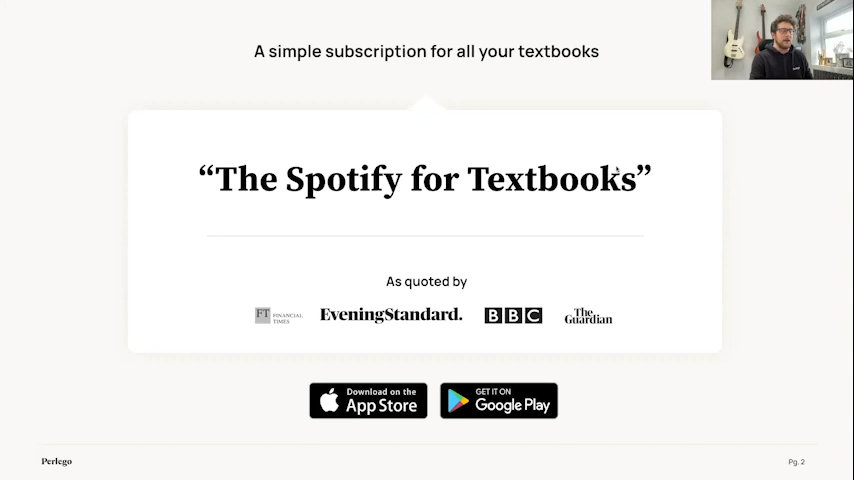 A simple subscription for all your textbooks
“The Spotify for Textbooks”
As quoted by
FT FINANCIAL TIMES
EveningStandard.
BBC
The Guardian
Download on the App Store
GET IT ON Google Play
Perlego
Pg. 2